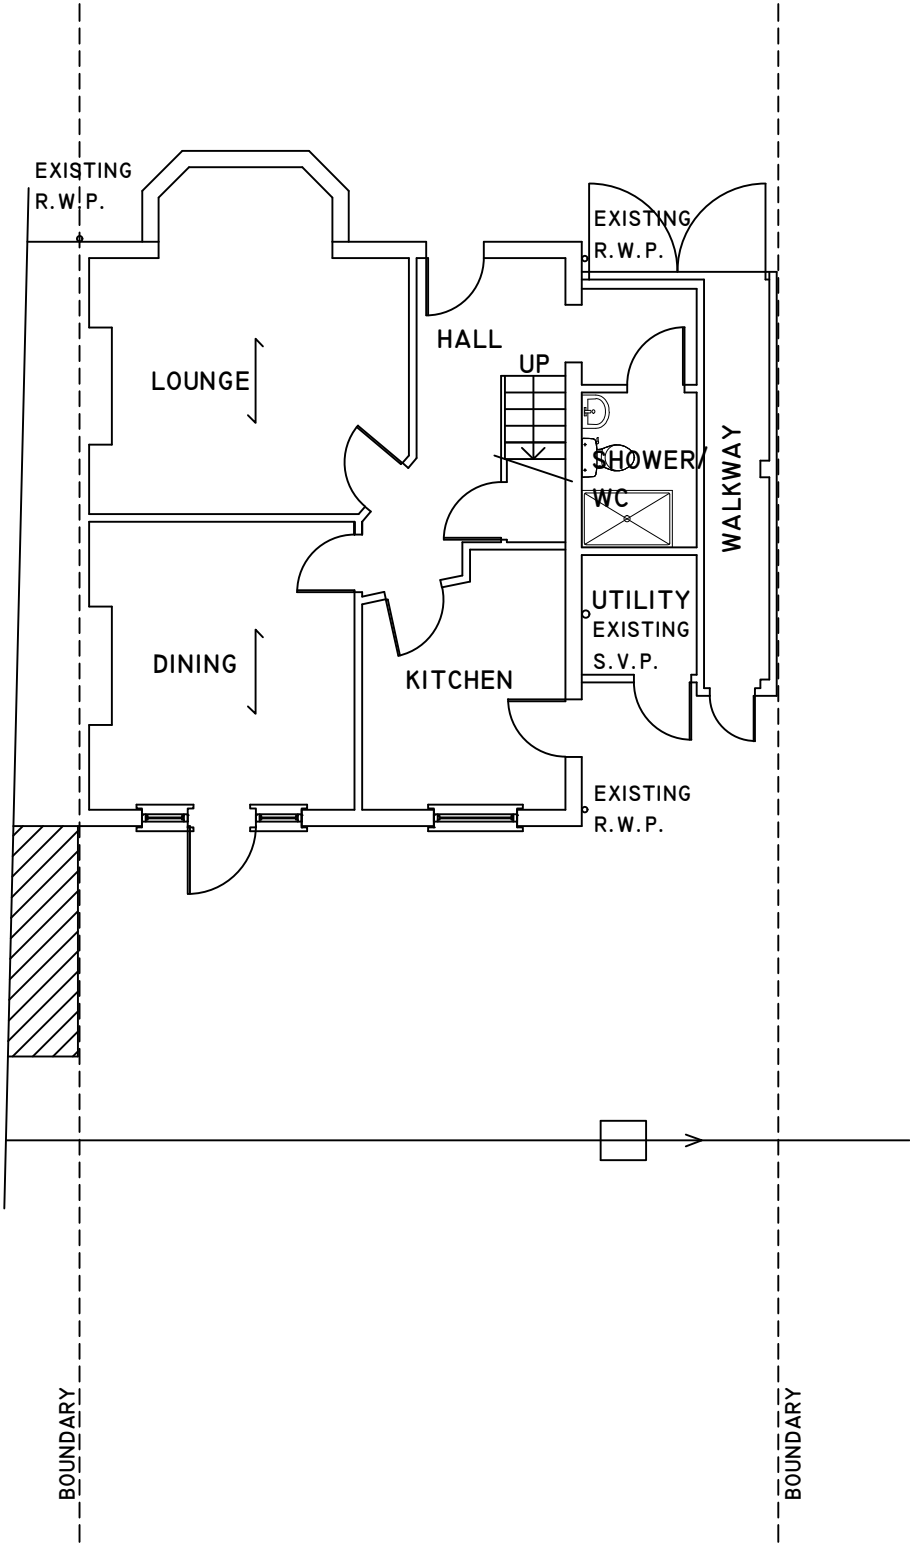 EXISTING
R.W.P.
EXISTING
R.W.P.
HALL
UP
LOUNGE
SHOWER/
WC
WALKWAY
UTILITY
EXISTING
S.V.P.
DINING
KITCHEN
EXISTING
R.W.P.
BOUNDARY
BOUNDARY